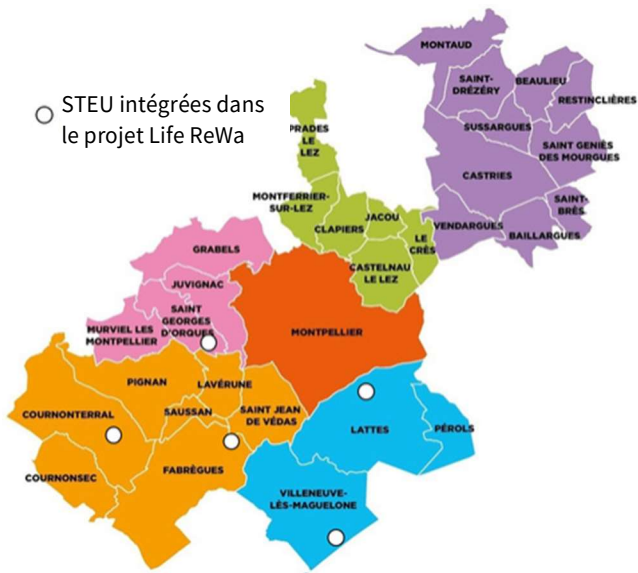 STEU intégrées dans
le projet Life ReWa
MONTAUD
SAINT-
DRÉZÉRY
BEAULIEU
RESTINCLIÈRES
PRADES
LE
LEZ
SUSSARGUES
SAINT GENIÈS
DES MOURGUES
CASTRIES
MONTFERRIER-
SUR-LEZ
SAINT-
BRÈS
JACOU
CLAPIERS
LE
CRÈS
VENDARGUES
BAILLARGUES
GRABELS
CASTELNAU
LE LEZ
JUVIGNAC
SAINT
GEORGES
D'ORQUES
MURVIEL LES
MONTPELLIER
MONTPELLIER
PIGNAN
LAVÉRUNE
COURNONTERRAL
SAUSSAN
SAINT JEAN
DE VÉDAS
LATTES
PÉROLS
FABRÈGUES
COURNONSEC
VILLENEUVE-
LÈS-MAGUELONE